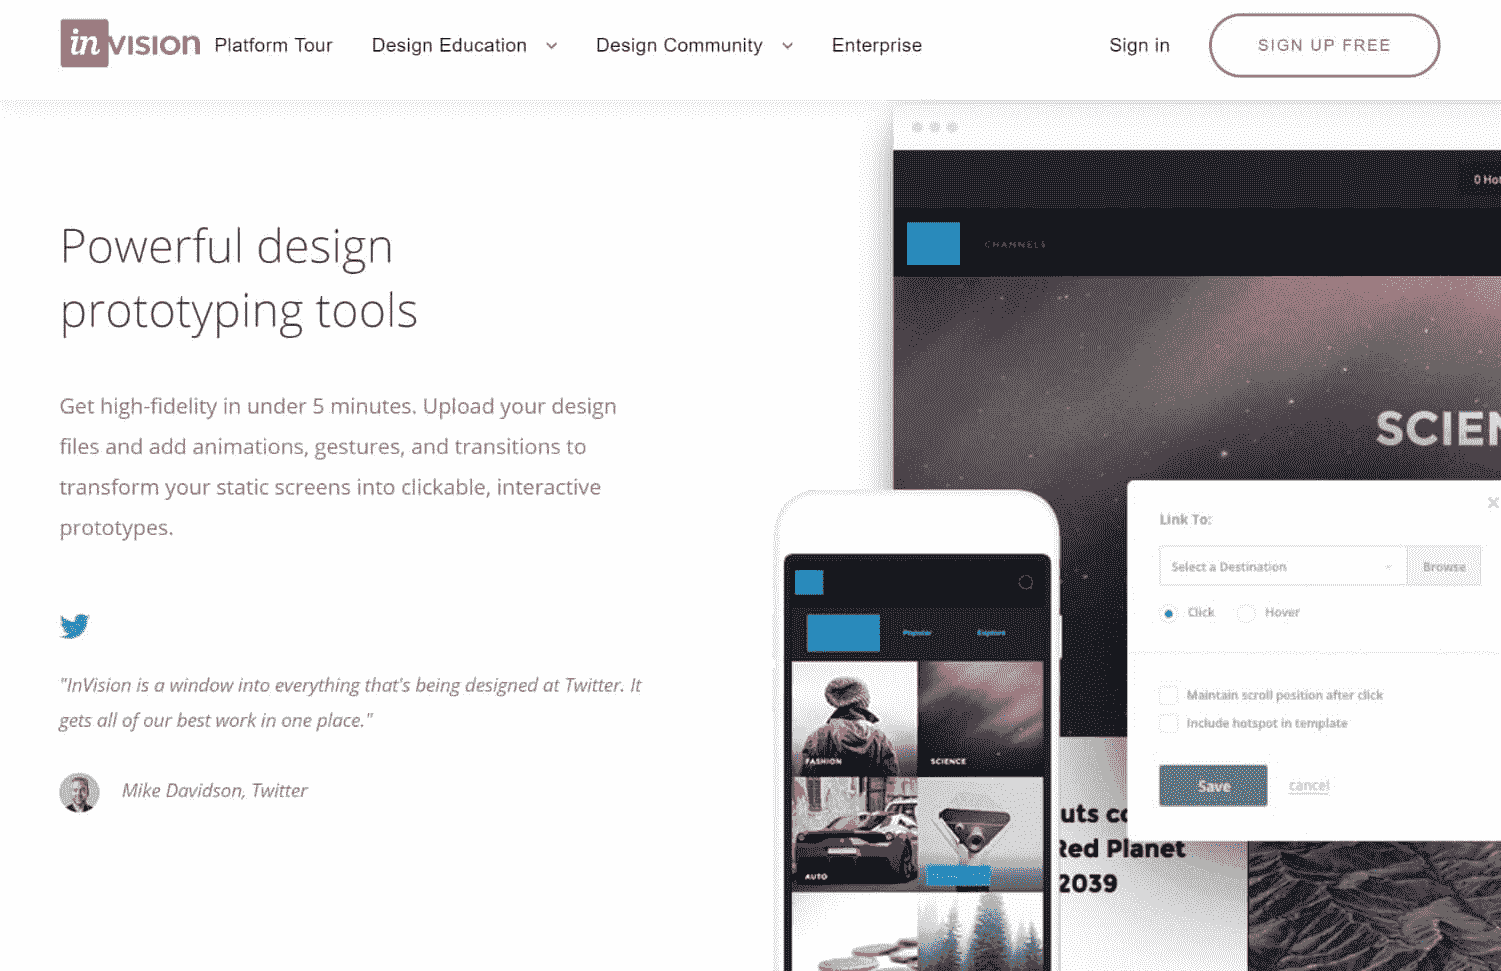 inVISION Platform Tour Design Education Design Community Enterprise Sign in SIGN UP FREE
0 Hot
CHANNELS
Powerful design
prototyping tools
Get high-fidelity in under 5 minutes. Upload your design
files and add animations, gestures, and transitions to
transform your static screens into clickable, interactive
prototypes.
"InVision is a window into everything that's being designed at Twitter. It
gets all of our best work in one place."
Mike Davidson, Twitter
SCIEN
Link To:
Select a Destination Browse
Click Hover
Maintain scroll position after click
Include hotspot in template
Save cancel
Popular Explore
FASHION SCIENCE
AUTO
uts co
Red Planet
2039